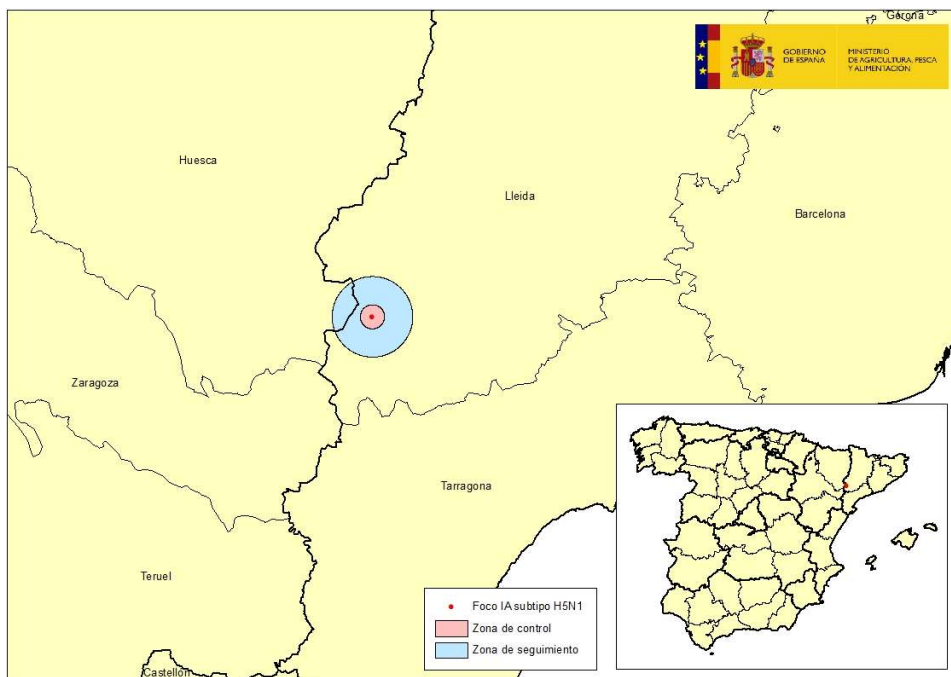 Gerona
GOBIERNO
DE ESPAÑA
MINISTERIO
DE AGRICULTURA, PESCA
Y ALIMENTACIÓN
Huesca
Lleida
Barcelona
Zaragoza
Tarragona
Teruel
Foco IA subtipo H5N1
Zona de control
Zona de seguimiento
Castellón